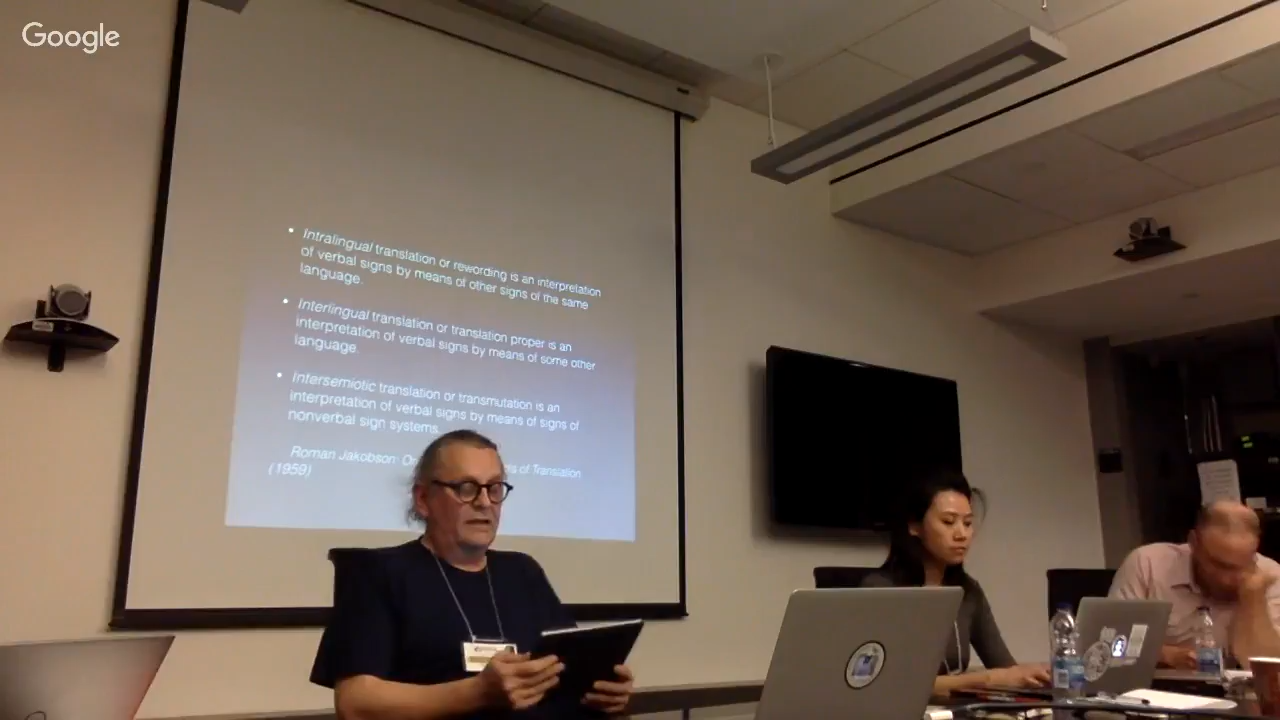 Google
• Intralingual translation or rewording is an interpretation
of verbal signs by means of other signs of the same
language.
• Interlingual translation or translation proper is an
interpretation of verbal signs by means of some other
language.
• Intersemiotic translation or transmutation is an
interpretation of verbal signs by means of signs of
nonverbal sign systems.
Roman Jakobson: On of Translation
(1959)